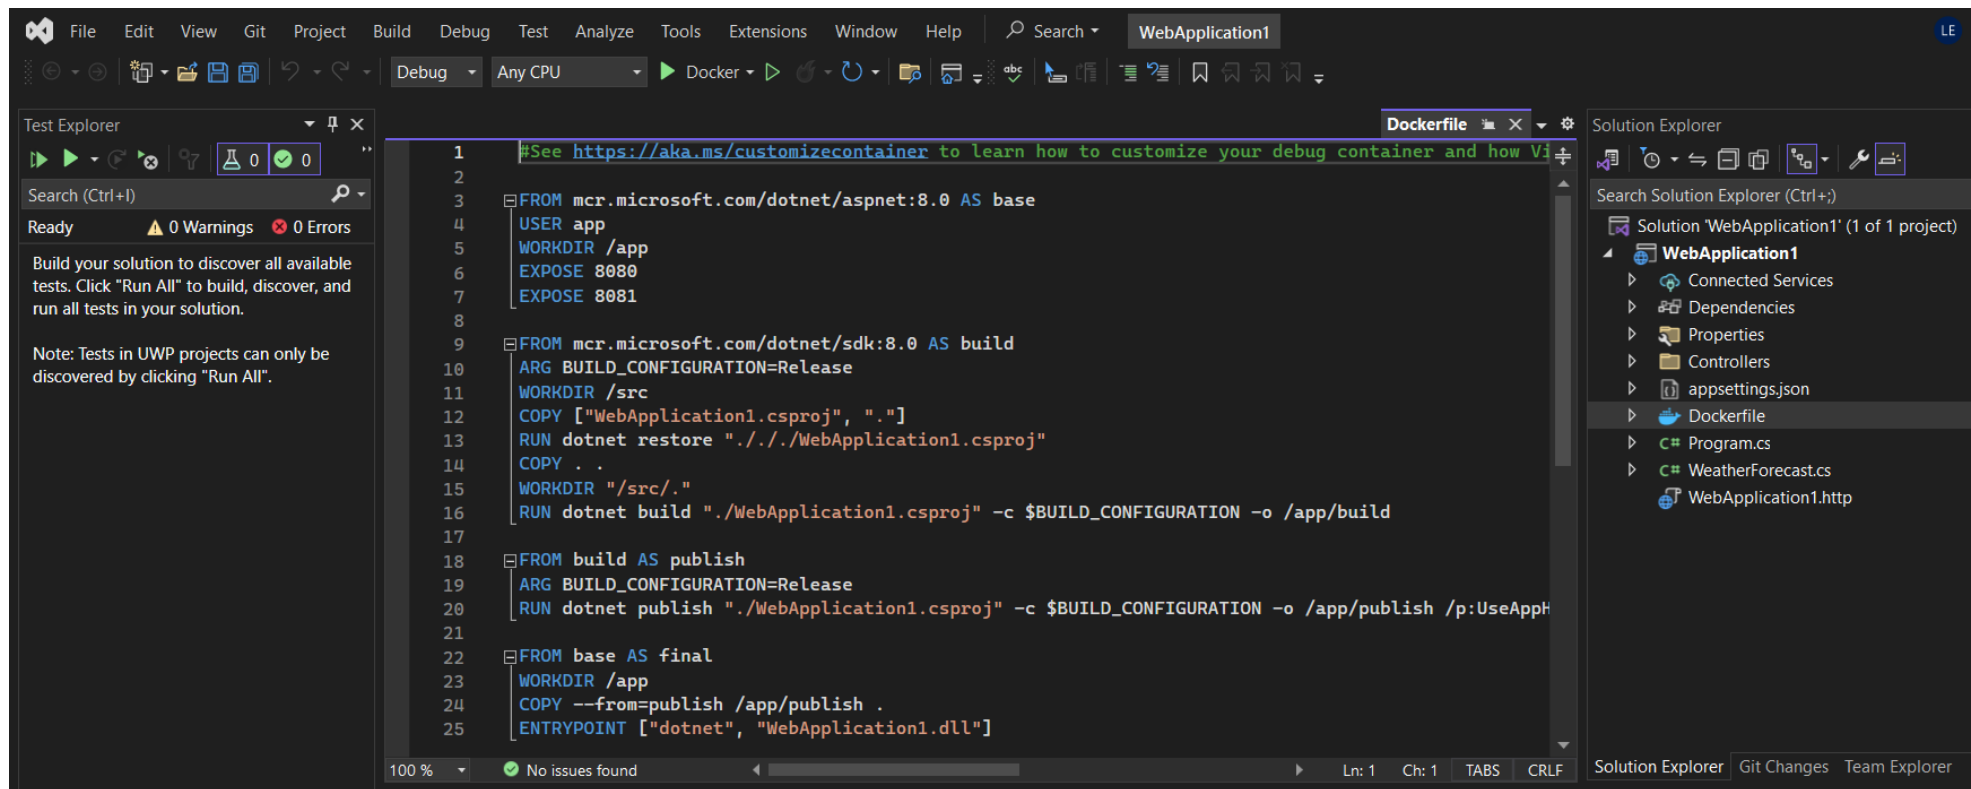 File Edit View Git Project Build Debug Test Analyze Tools Extensions Window Help Search WebApplication1 LE
Debug Any CPU Docker abc
Test Explorer
0 0
Search (Ctrl+I)
Ready 0 Warnings 0 Errors
Build your solution to discover all available
tests. Click "Run All" to build, discover, and
run all tests in your solution.
Note: Tests in UWP projects can only be
discovered by clicking "Run All".
Dockerfile
1 #See https://aka.ms/customizecontainer to learn how to customize your debug container and how Vi
2
3 FROM mcr.microsoft.com/dotnet/aspnet:8.0 AS base
4 USER app
5 WORKDIR /app
6 EXPOSE 8080
7 EXPOSE 8081
8
9 FROM mcr.microsoft.com/dotnet/sdk:8.0 AS build
10 ARG BUILD_CONFIGURATION=Release
11 WORKDIR /src
12 COPY ["WebApplication1.csproj", "."]
13 RUN dotnet restore "./././WebApplication1.csproj"
14 COPY . .
15 WORKDIR "/src/."
16 RUN dotnet build "./WebApplication1.csproj" -c $BUILD_CONFIGURATION -o /app/build
17
18 FROM build AS publish
19 ARG BUILD_CONFIGURATION=Release
20 RUN dotnet publish "./WebApplication1.csproj" -c $BUILD_CONFIGURATION -o /app/publish /p:UseAppH
21
22 FROM base AS final
23 WORKDIR /app
24 COPY --from=publish /app/publish .
25 ENTRYPOINT ["dotnet", "WebApplication1.dll"]
100 % No issues found Ln: 1 Ch: 1 TABS CRLF
Solution Explorer
Search Solution Explorer (Ctrl+;)
Solution 'WebApplication1' (1 of 1 project)
WebApplication1
Connected Services
Dependencies
Properties
Controllers
appsettings.json
Dockerfile
C# Program.cs
C# WeatherForecast.cs
WebApplication1.http
Solution Explorer Git Changes Team Explorer